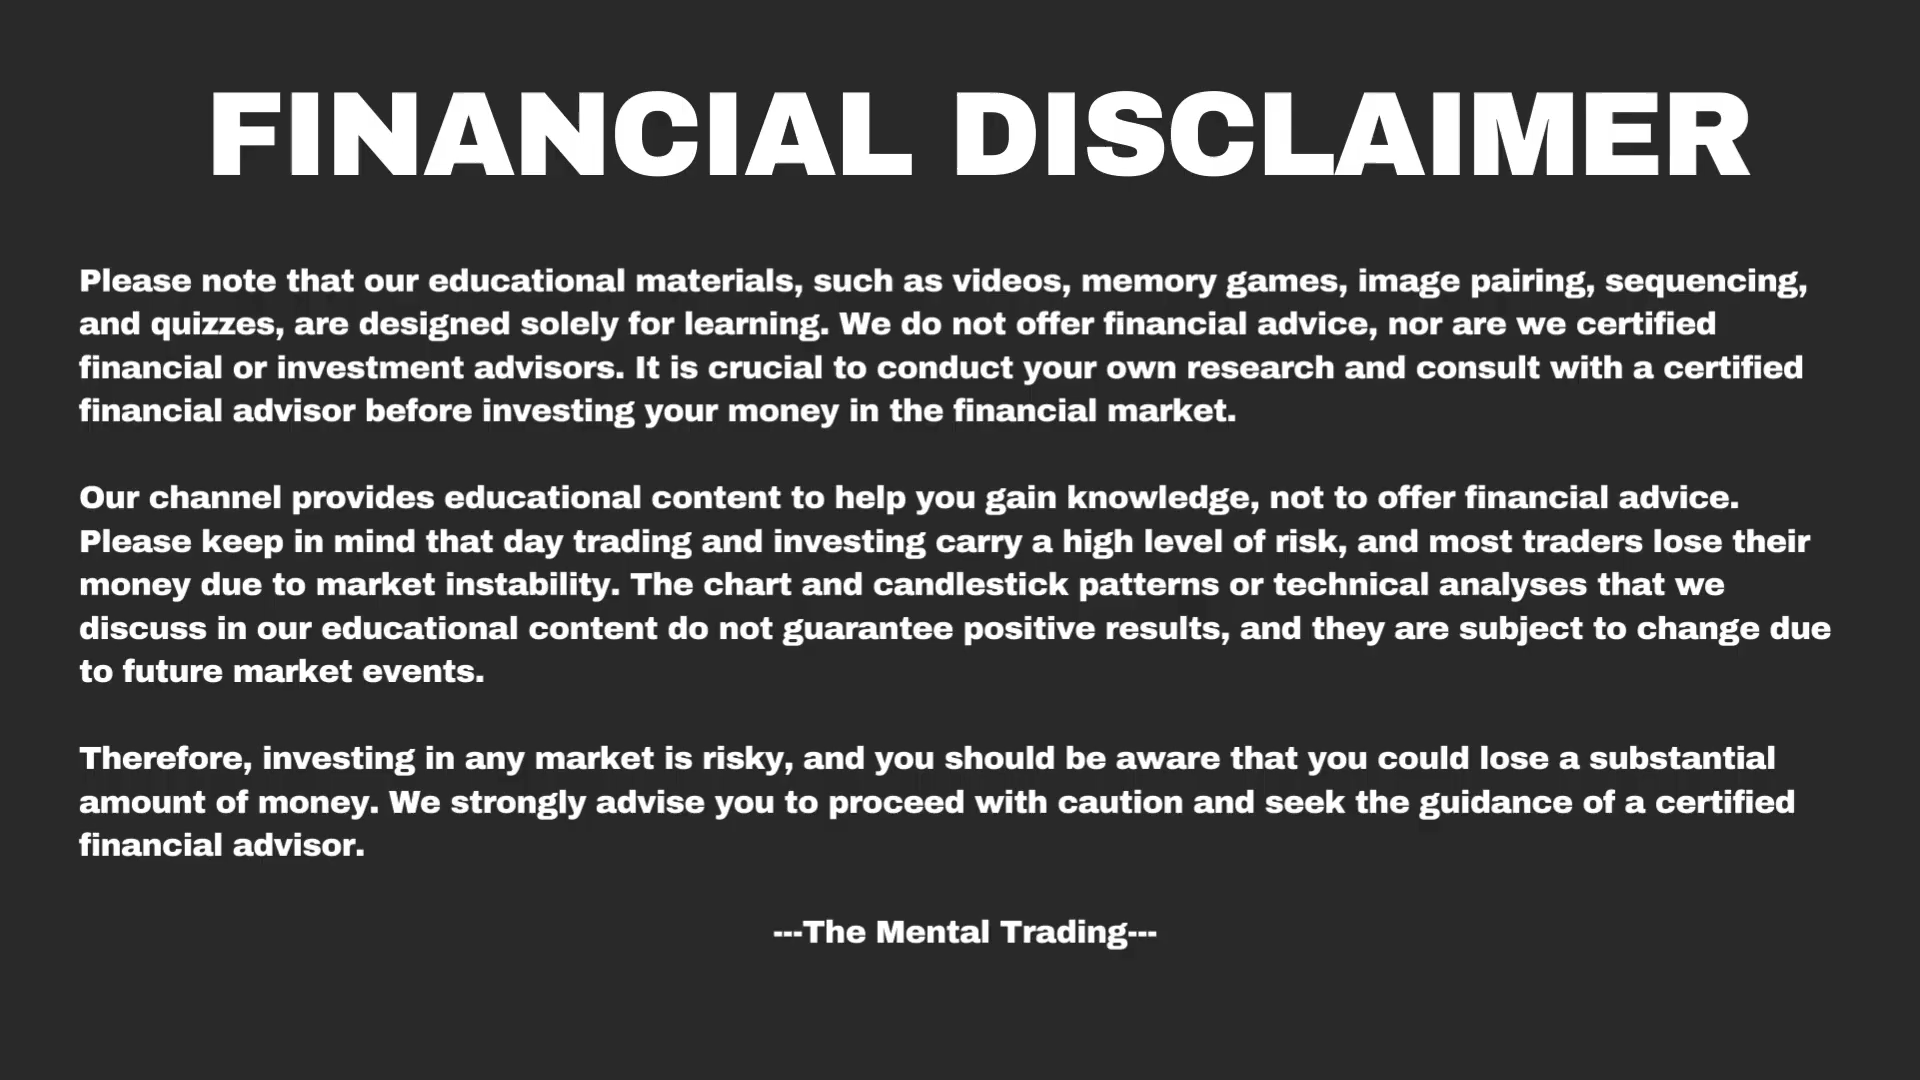 FINANCIAL DISCLAIMER
Please note that our educational materials, such as videos, memory games, image pairing, sequencing,
and quizzes, are designed solely for learning. We do not offer financial advice, nor are we certified
financial or investment advisors. It is crucial to conduct your own research and consult with a certified
financial advisor before investing your money in the financial market.
Our channel provides educational content to help you gain knowledge, not to offer financial advice.
Please keep in mind that day trading and investing carry a high level of risk, and most traders lose their
money due to market instability. The chart and candlestick patterns or technical analyses that we
discuss in our educational content do not guarantee positive results, and they are subject to change due
to future market events.
Therefore, investing in any market is risky, and you should be aware that you could lose a substantial
amount of money. We strongly advise you to proceed with caution and seek the guidance of a certified
financial advisor.
---The Mental Trading---